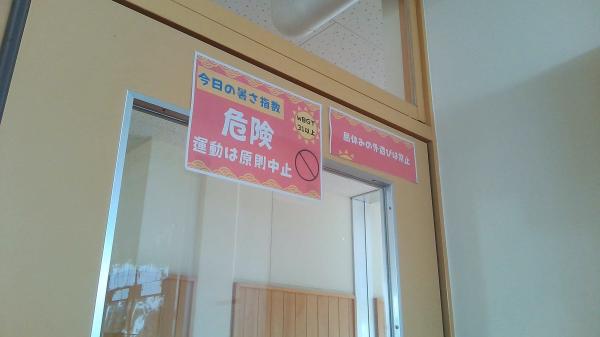 今日の暑さ指数
WBGT
31以上
危険
運動は原則中止
昼休みの外遊びは禁止